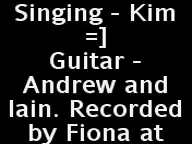 Singing - Kim
=]
Guitar -
Andrew and
Iain. Recorded
by Fiona at